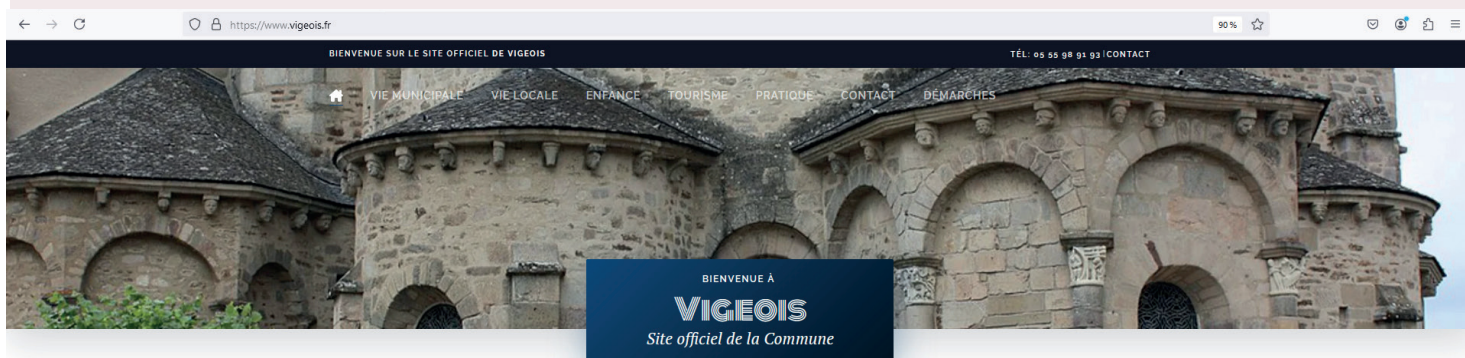 https://www.vigeois.fr
90 %
BIENVENUE SUR LE SITE OFFICIEL DE VIGEOIS
TÉL: 05 55 98 91 93 | CONTACT
VIE MUNICIPALE VIE LOCALE ENFANCE TOURISME PRATIQUE CONTACT DÉMARCHES
BIENVENUE À
VIGEOIS
Site officiel de la Commune